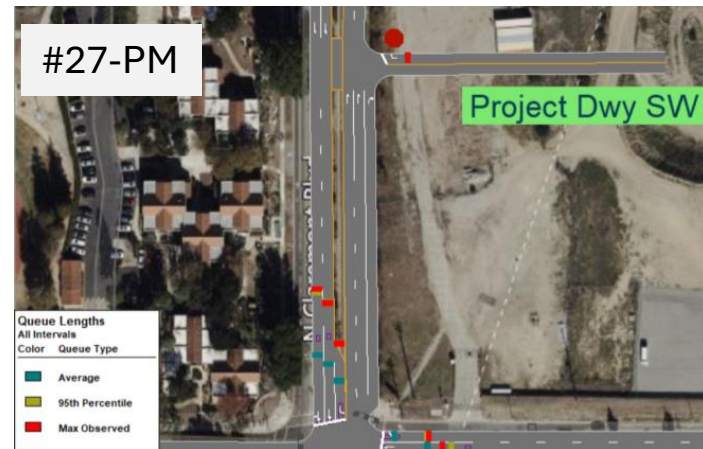 #27-PM
Project Dwy SW
N Claremont Blvd
Queue Lengths
All Intervals
Color Queue Type
Average
95th Percentile
Max Observed